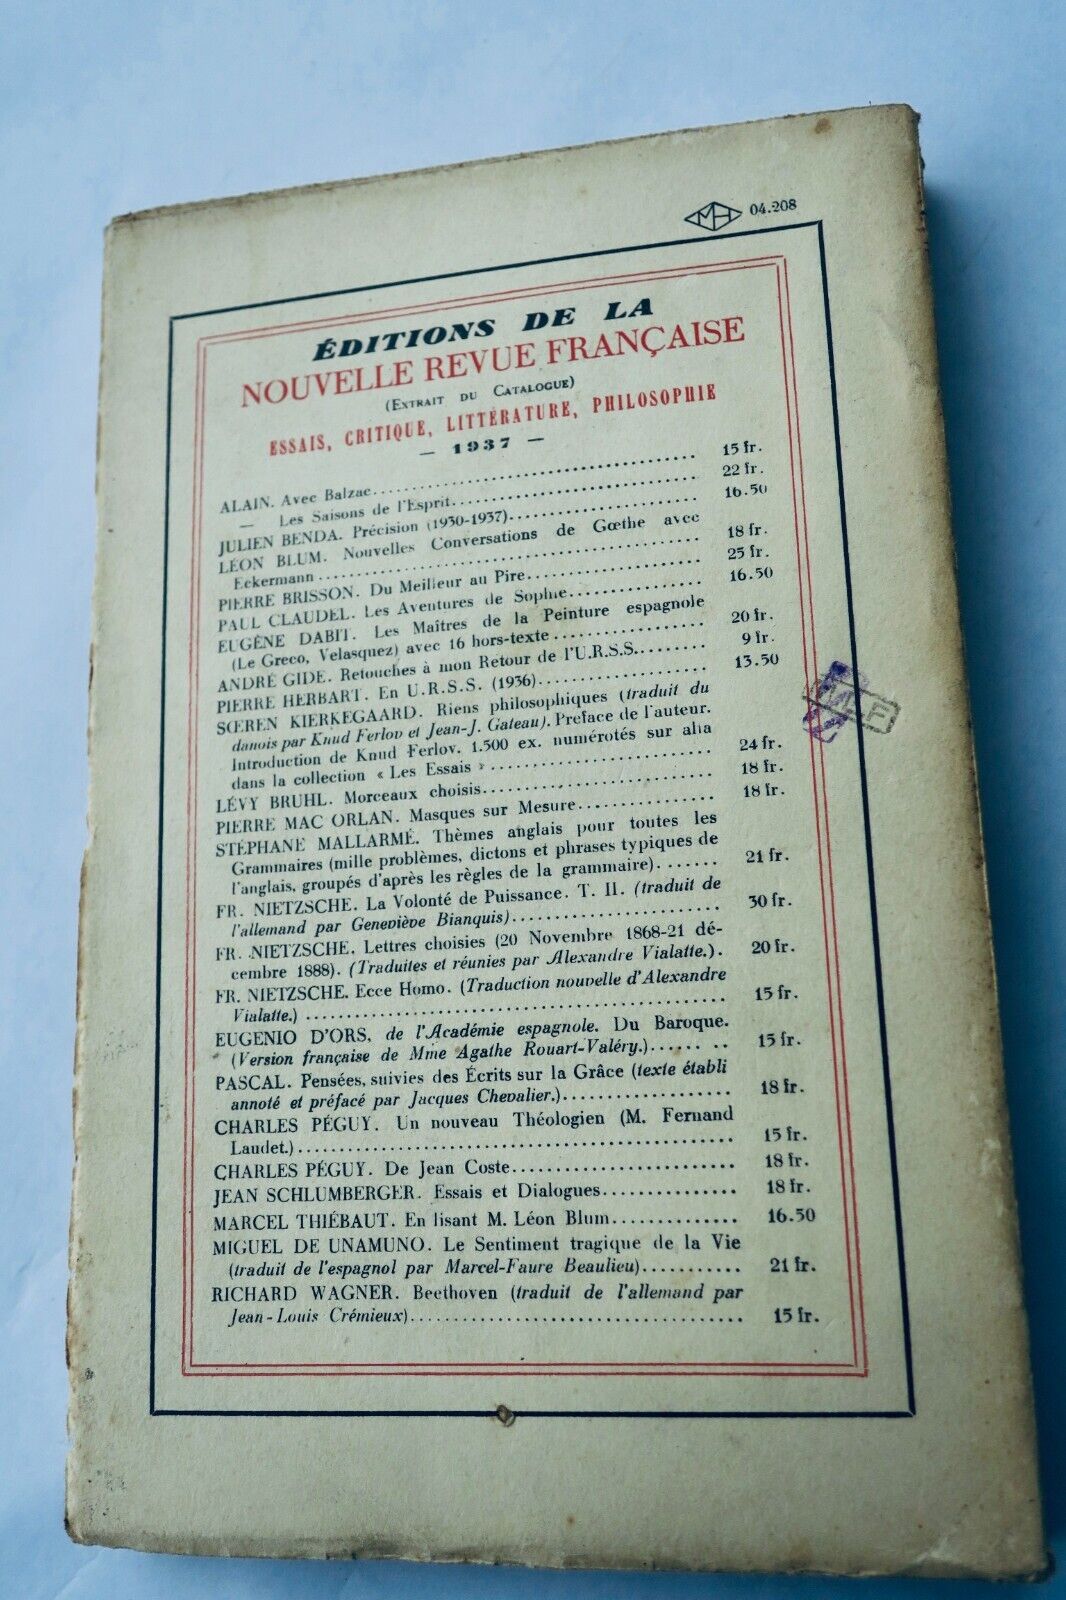 MH 04.208
ÉDITIONS DE LA
NOUVELLE REVUE FRANÇAISE
(EXTRAIT DU CATALOGUE)
ESSAIS, CRITIQUE, LITTÉRATURE, PHILOSOPHIE
— 1937 —
ALAIN. Avec Balzac 15 fr.
— Les Saisons de l'Esprit 22 fr.
JULIEN BENDA. Précision (1930-1937) 16.50
LÉON BLUM. Nouvelles Conversations de Gœthe avec
Eckermann 18 fr.
PIERRE BRISSON. Du Meilleur au Pire 25 fr.
PAUL CLAUDEL. Les Aventures de Sophie 16.50
EUGÈNE DABIT. Les Maîtres de la Peinture espagnole
(Le Greco, Velasquez) avec 16 hors-texte 20 fr.
ANDRÉ GIDE. Retouches à mon Retour de l'U.R.S.S. 9 fr.
PIERRE HERBART. En U.R.S.S. (1936) 13.50
SŒREN KIERKEGAARD. Riens philosophiques (traduit du
danois par Knud Ferlov et Jean-J. Gateau). Preface de l'auteur.
Introduction de Knud Ferlov. 1.500 ex. numérotés sur alfa
dans la collection « Les Essais » 24 fr.
LÉVY BRUHL. Morceaux choisis 18 fr.
PIERRE MAC ORLAN. Masques sur Mesure 18 fr.
STÉPHANE MALLARMÉ. Thèmes anglais pour toutes les
Grammaires (mille problèmes, dictons et phrases typiques de
l'anglais, groupés d'après les règles de la grammaire) 21 fr.
FR. NIETZSCHE. La Volonté de Puissance. T. II. (traduit de
l'allemand par Geneviève Bianquis) 30 fr.
FR. NIETZSCHE. Lettres choisies (20 Novembre 1868-21 dé-
cembre 1888). (Traduites et réunies par Alexandre Vialatte.) 20 fr.
FR. NIETZSCHE. Ecce Homo. (Traduction nouvelle d'Alexandre
Vialatte.) 15 fr.
EUGENIO D'ORS, de l'Académie espagnole. Du Baroque.
(Version française de Mme Agathe Rouart-Valéry.) 15 fr.
PASCAL. Pensées, suivies des Écrits sur la Grâce (texte établi
annoté et préfacé par Jacques Chevalier.) 18 fr.
CHARLES PÉGUY. Un nouveau Théologien (M. Fernand
Laudet.) 15 fr.
CHARLES PÉGUY. De Jean Coste 18 fr.
JEAN SCHLUMBERGER. Essais et Dialogues 18 fr.
MARCEL THIÉBAUT. En lisant M. Léon Blum 16.50
MIGUEL DE UNAMUNO. Le Sentiment tragique de la Vie
(traduit de l'espagnol par Marcel-Faure Beaulieu) 21 fr.
RICHARD WAGNER. Beethoven (traduit de l'allemand par
Jean-Louis Crémieux) 15 fr.